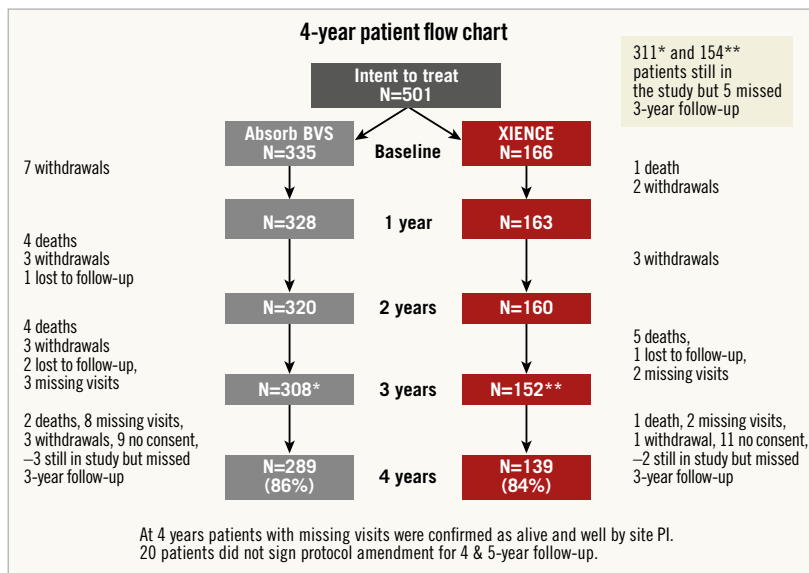 4-year patient flow chart
311* and 154**
patients still in
the study but 5 missed
3-year follow-up
Intent to treat
N=501
Absorb BVS
N=335
Baseline
XIENCE
N=166
7 withdrawals
1 death
2 withdrawals
N=328
1 year
N=163
4 deaths
3 withdrawals
1 lost to follow-up
3 withdrawals
N=320
2 years
N=160
4 deaths
3 withdrawals
2 lost to follow-up,
3 missing visits
5 deaths,
1 lost to follow-up,
2 missing visits
N=308*
3 years
N=152**
2 deaths, 8 missing visits,
3 withdrawals, 9 no consent,
–3 still in study but missed
3-year follow-up
1 death, 2 missing visits,
1 withdrawal, 11 no consent,
–2 still in study but missed
3-year follow-up
N=289
(86%)
4 years
N=139
(84%)
At 4 years patients with missing visits were confirmed as alive and well by site PI.
20 patients did not sign protocol amendment for 4 & 5-year follow-up.